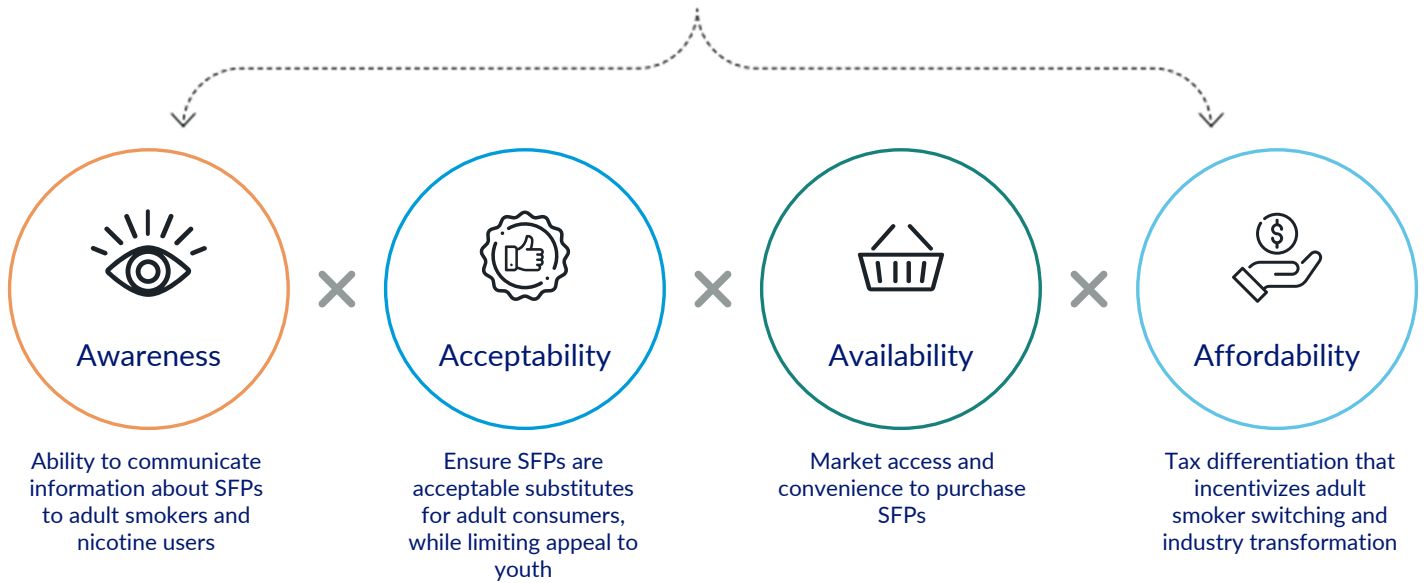 Awareness
Ability to communicate
information about SFPs
to adult smokers and
nicotine users
Acceptability
Ensure SFPs are
acceptable substitutes
for adult consumers,
while limiting appeal to
youth
Availability
Market access and
convenience to purchase
SFPs
Affordability
Tax differentiation that
incentivizes adult
smoker switching and
industry transformation